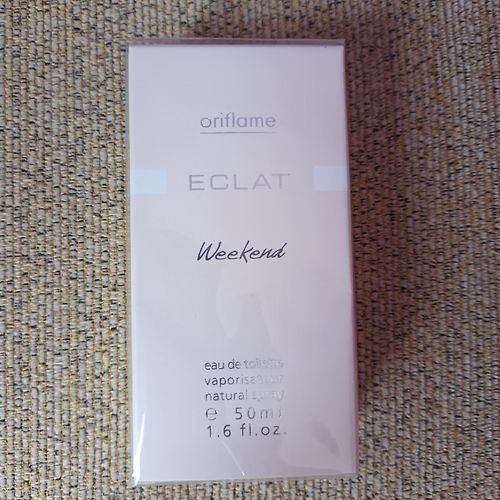 oriflame
ECLAT
Weekend
eau de toilette
vaporisateur
natural spray
℮ 50ml
1.6 fl.oz.